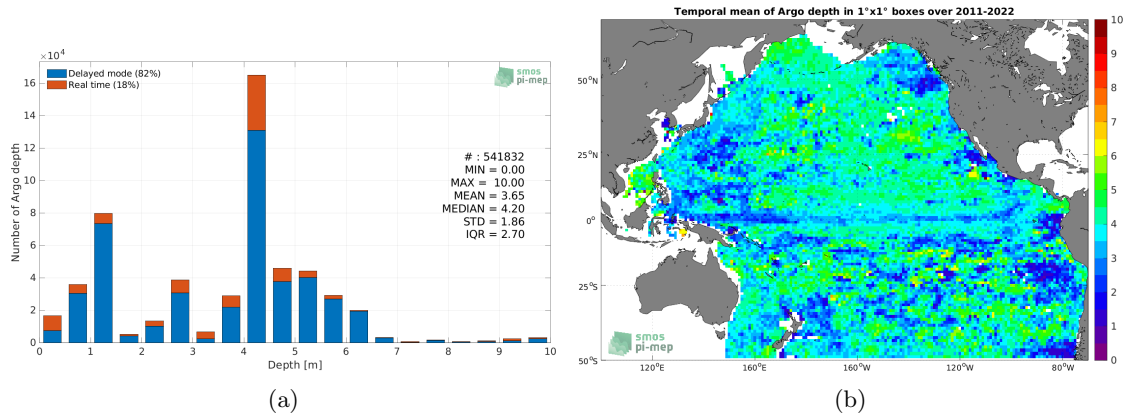 ×10⁴
Delayed mode (82%)
Real time (18%)
smos
pi-mep
16
14
12
10
8
6
4
2
0
Number of Argo depth
# : 541832
MIN = 0.00
MAX = 10.00
MEAN = 3.65
MEDIAN = 4.20
STD = 1.86
IQR = 2.70
0 1 2 3 4 5 6 7 8 9 10
Depth [m]
(a)
Temporal mean of Argo depth in 1°x1° boxes over 2011-2022
50°N
25°N
0°
25°S
50°S
120°E 160°E 160°W 120°W 80°W
smos
pi-mep
10
9
8
7
6
5
4
3
2
1
0
(b)